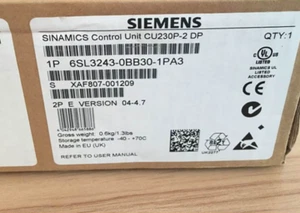 SIEMENS
SINAMICS Control Unit CU230P-2 DP QTY:1
1P 6SL3243-0BB30-1PA3
S XAF807-001209
2P E VERSION 04-4.7
Gross weight: 0.6kg/1.3lbs
Storage temperature -40 - +70C
Made in EU (UK)
REFER TO USER MANUAL